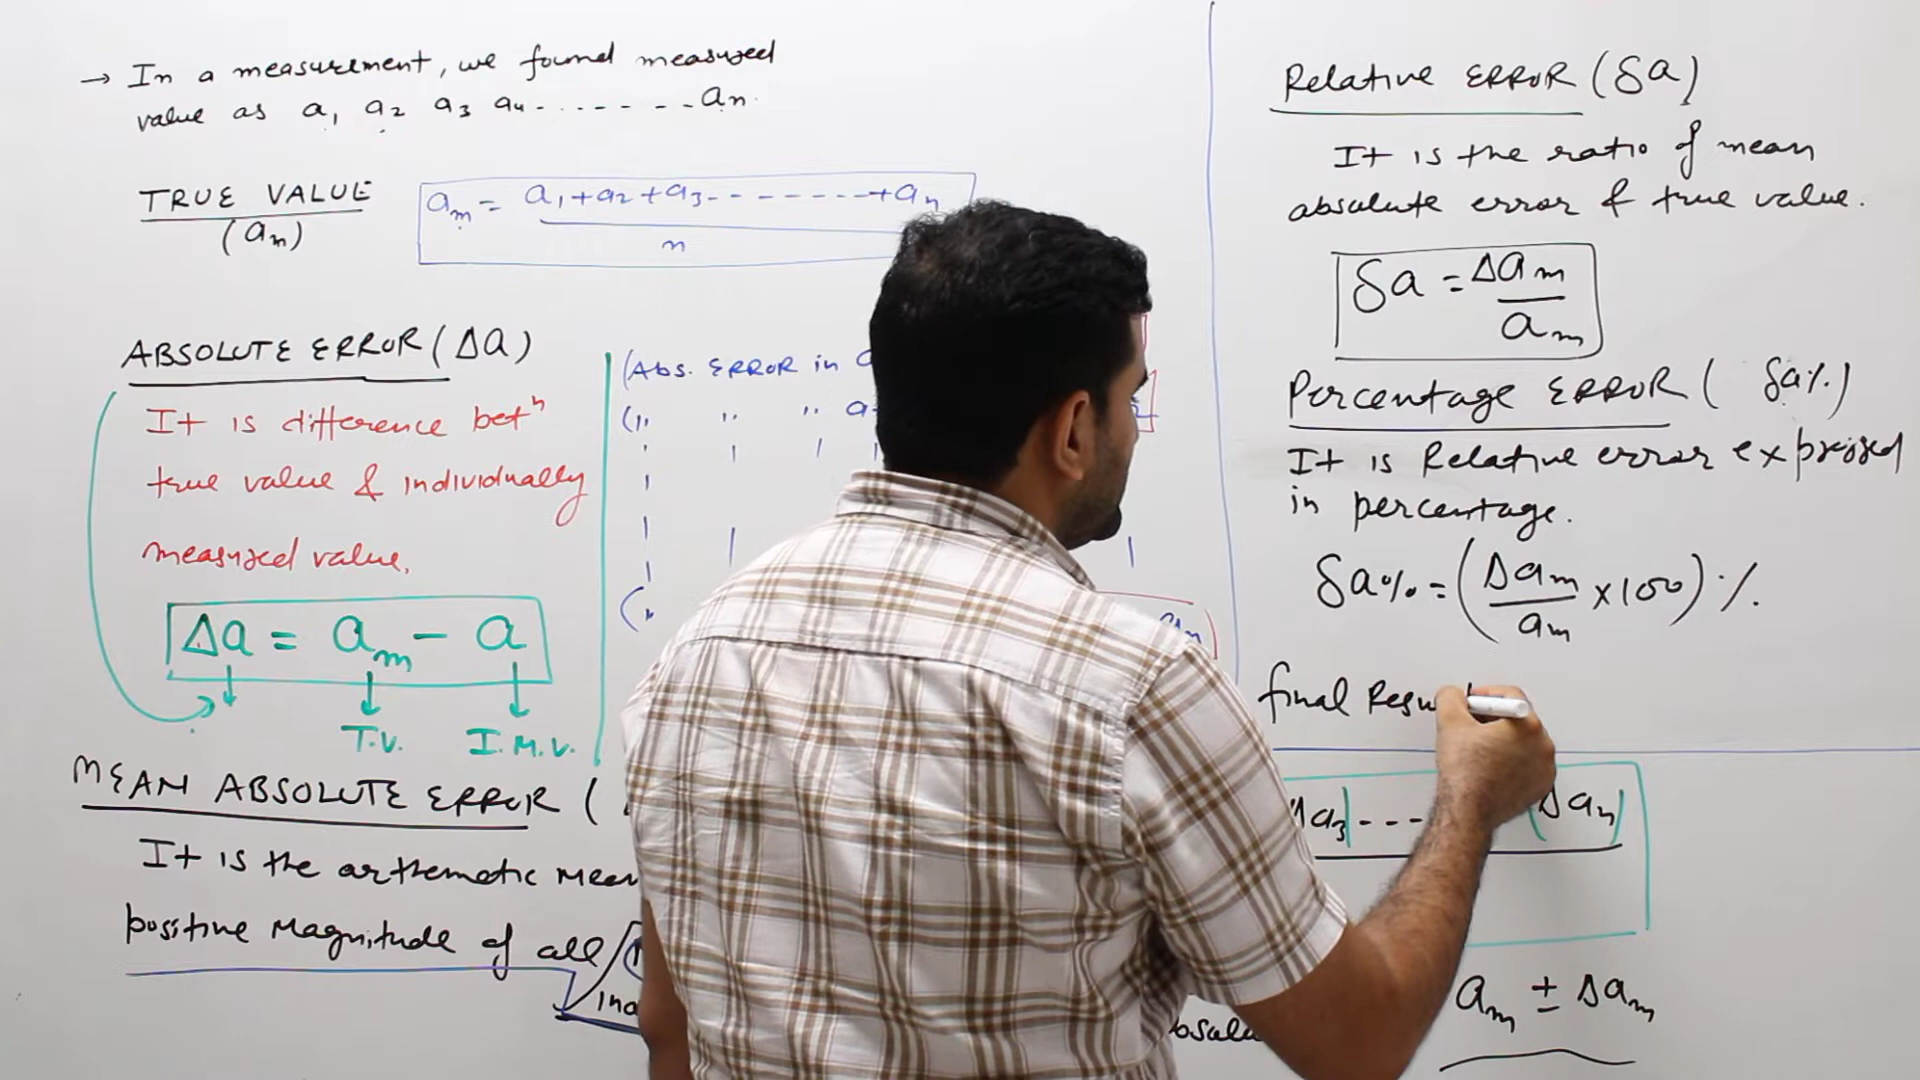 → In a measurement, we found measured
value as a₁ a₂ a₃ a₄-------aₙ.
TRUE VALUE
(aₘ)
aₘ = a₁+a₂+a₃--------+aₙ
n
ABSOLUTE ERROR (Δa)
It is difference betⁿ
true value & individually
measured value.
Δa = aₘ - a
T.V. I.M.V.
(Abs. ERROR in a
(,, ,, ,, a
MEAN ABSOLUTE ERROR (
It is the arthematic Mean
positive Magnitude of all
Relative ERROR (δa)
It is the ratio of mean
absolute error & true value.
δa = Δaₘ
aₘ
Percentage ERROR ( δa%)
It is Relative error expressed
in percentage.
δa% = (Δaₘ/aₘ × 100) %.
final Resu
Δa₃|---- |Δaₙ|
aₘ ± Δaₘ